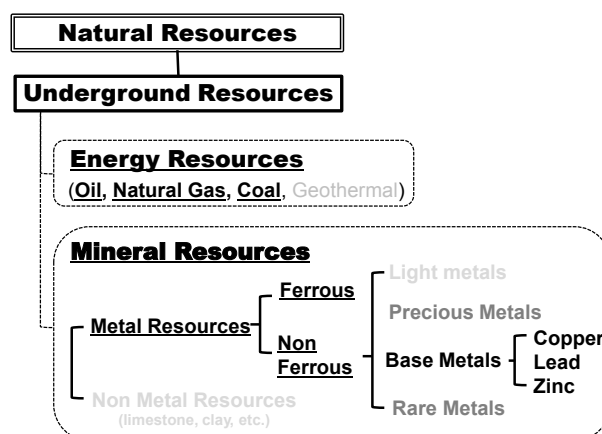 Natural Resources
Underground Resources
Energy Resources
(Oil, Natural Gas, Coal, Geothermal)
Mineral Resources
Light metals
Ferrous
Precious Metals
Metal Resources
Non
Ferrous
Base Metals
Copper
Lead
Zinc
Non Metal Resources
(limestone, clay, etc.)
Rare Metals